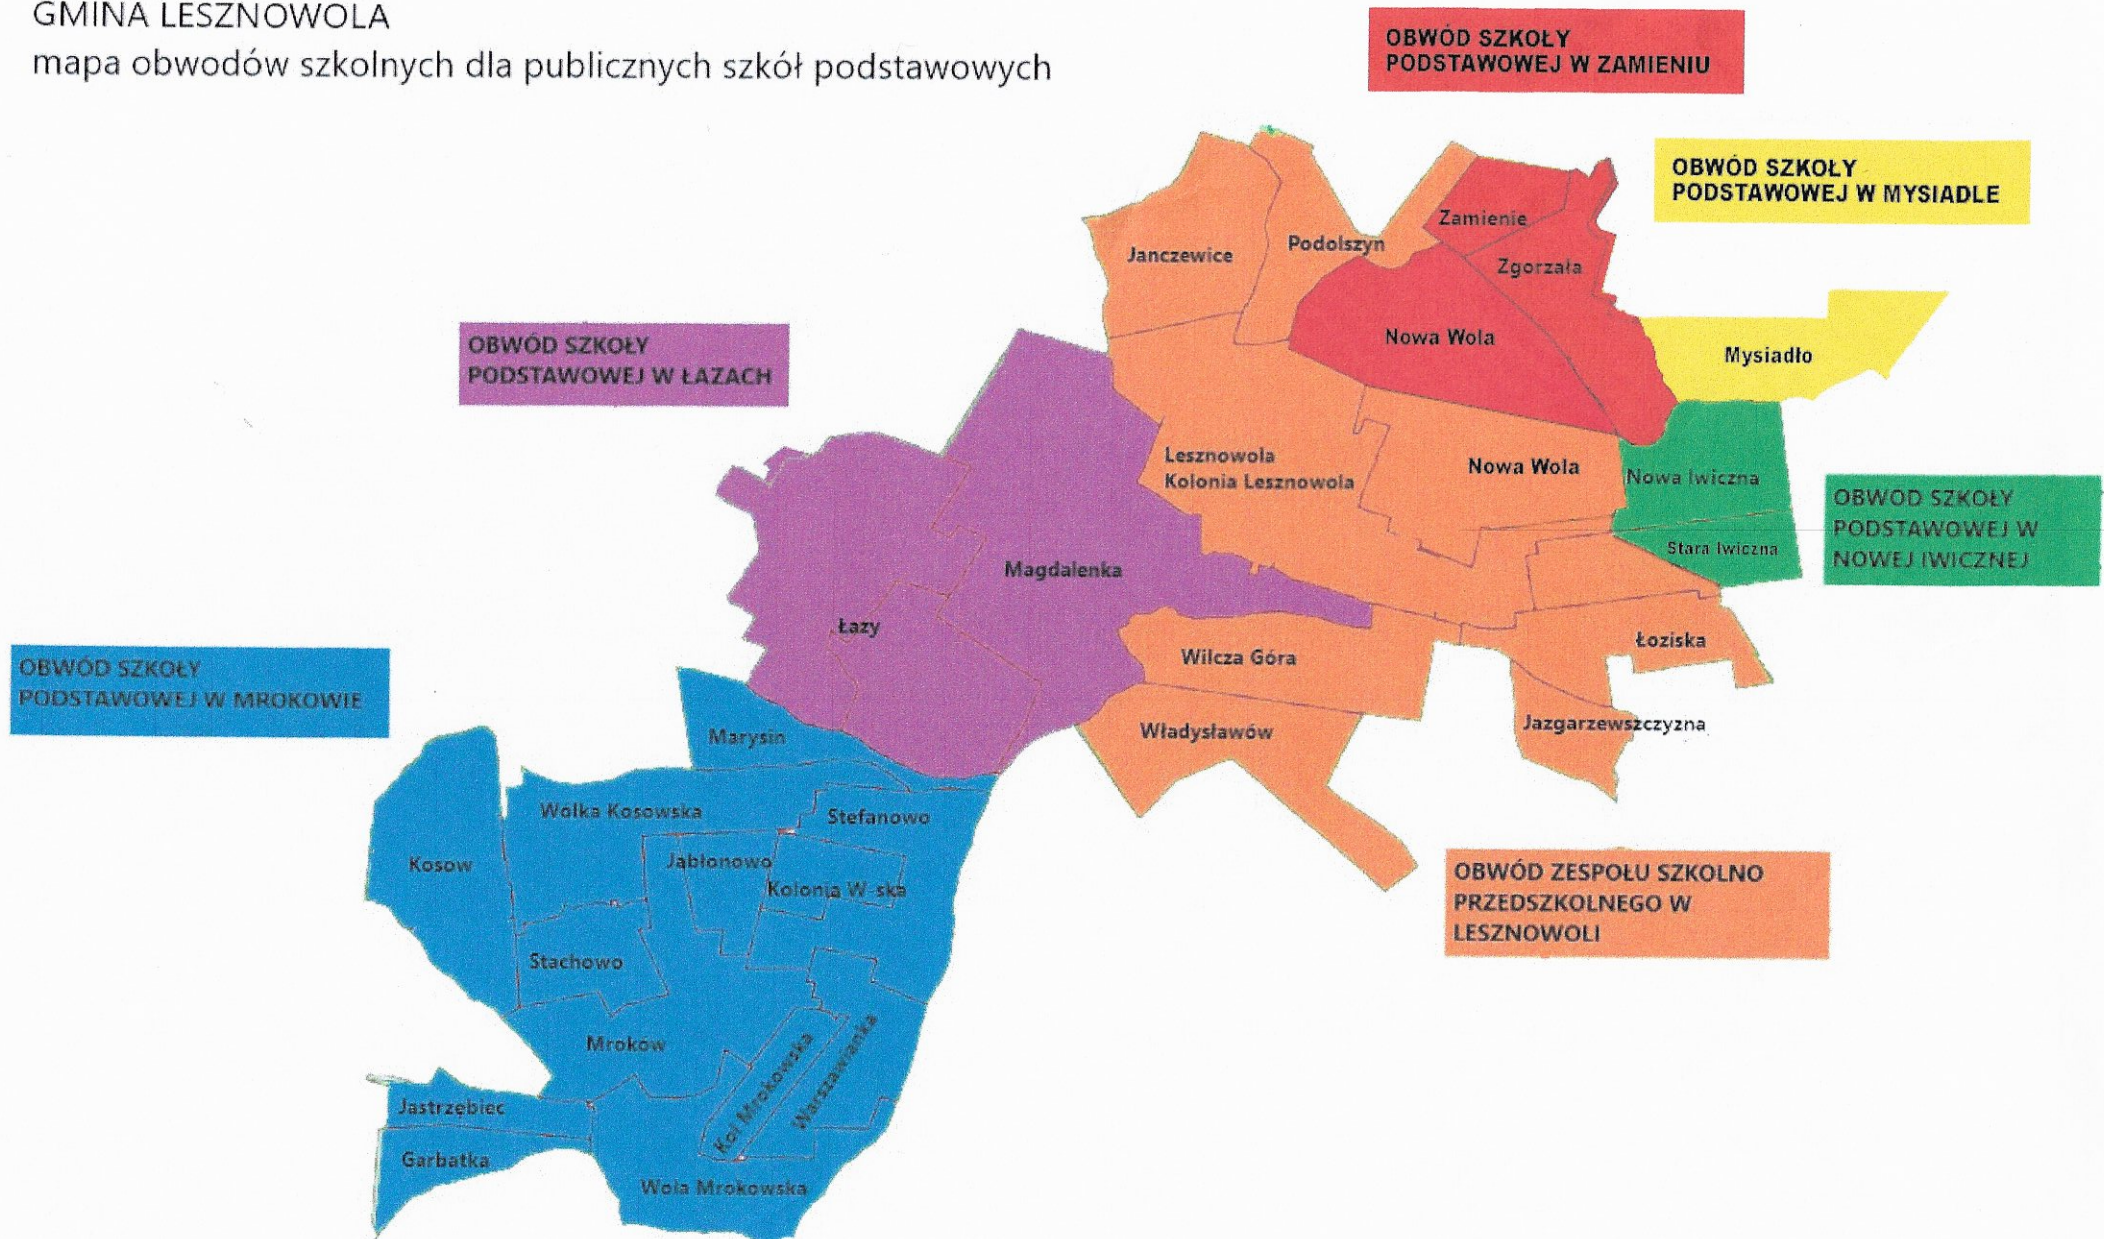 GMINA LESZNOWOLA
mapa obwodów szkolnych dla publicznych szkół podstawowych
OBWÓD SZKOŁY
PODSTAWOWEJ W ZAMIENIU
OBWÓD SZKOŁY
PODSTAWOWEJ W MYSIADLE
Zamienie
Podolszyn
Janczewice
Zgorzała
Nowa Wola
Mysiadło
OBWÓD SZKOŁY
PODSTAWOWEJ W ŁAZACH
Lesznowola
Kolonia Lesznowola
Nowa Wola
Nowa Iwiczna
OBWOD SZKOŁY
PODSTAWOWEJ W
NOWEJ IWICZNEJ
Stara Iwiczna
Magdalenka
Łazy
Łoziska
Wilcza Góra
OBWÓD SZKOŁY
PODSTAWOWEJ W MROKOWIE
Jazgarzewszczyzna
Władysławów
Marysin
Wólka Kosowska
Stefanowo
Kosow
Jabłonowo
Kolonia W-ska
OBWÓD ZESPOŁU SZKOLNO
PRZEDSZKOLNEGO W
LESZNOWOLI
Stachowo
Mroków
Kol Mrokowska
Warszawianka
Jastrzębiec
Garbatka
Wola Mrokowska